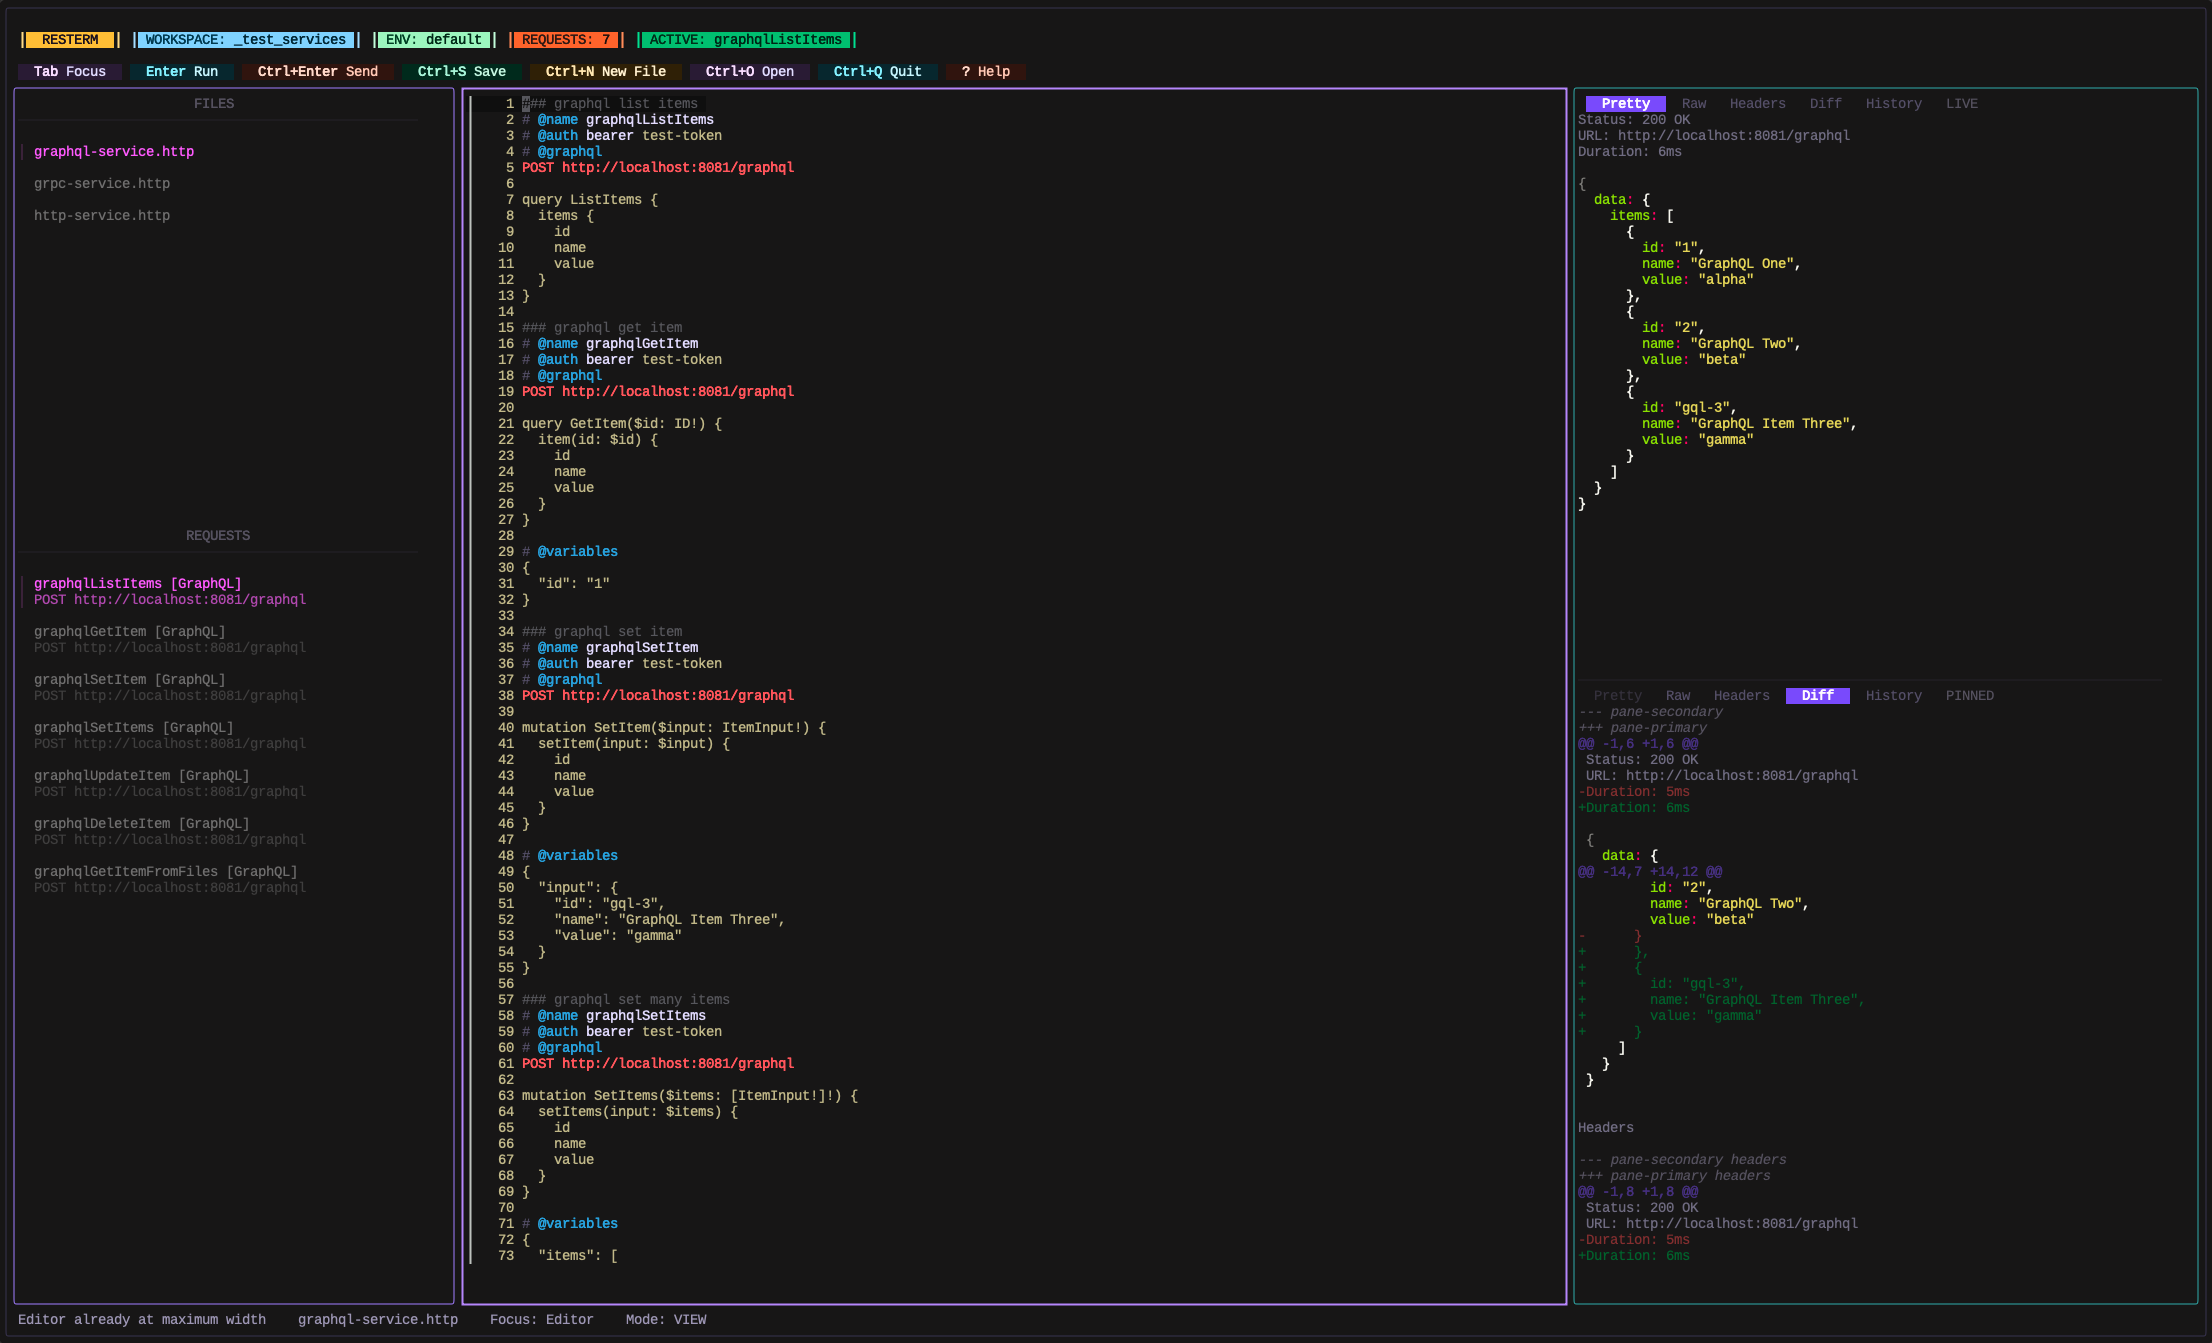 RESTERM WORKSPACE: _test_services ENV: default REQUESTS: 7 ACTIVE: graphqlListItems
Tab Focus Enter Run Ctrl+Enter Send Ctrl+S Save Ctrl+N New File Ctrl+O Open Ctrl+Q Quit ? Help
FILES
graphql-service.http
grpc-service.http
http-service.http
REQUESTS
graphqlListItems [GraphQL]
POST http://localhost:8081/graphql
graphqlGetItem [GraphQL]
POST http://localhost:8081/graphql
graphqlSetItem [GraphQL]
POST http://localhost:8081/graphql
graphqlSetItems [GraphQL]
POST http://localhost:8081/graphql
graphqlUpdateItem [GraphQL]
POST http://localhost:8081/graphql
graphqlDeleteItem [GraphQL]
POST http://localhost:8081/graphql
graphqlGetItemFromFiles [GraphQL]
POST http://localhost:8081/graphql
1 ### graphql list items
2 # @name graphqlListItems
3 # @auth bearer test-token
4 # @graphql
5 POST http://localhost:8081/graphql
6
7 query ListItems {
8   items {
9     id
10     name
11     value
12   }
13 }
14
15 ### graphql get item
16 # @name graphqlGetItem
17 # @auth bearer test-token
18 # @graphql
19 POST http://localhost:8081/graphql
20
21 query GetItem($id: ID!) {
22   item(id: $id) {
23     id
24     name
25     value
26   }
27 }
28
29 # @variables
30 {
31   "id": "1"
32 }
33
34 ### graphql set item
35 # @name graphqlSetItem
36 # @auth bearer test-token
37 # @graphql
38 POST http://localhost:8081/graphql
39
40 mutation SetItem($input: ItemInput!) {
41   setItem(input: $input) {
42     id
43     name
44     value
45   }
46 }
47
48 # @variables
49 {
50   "input": {
51     "id": "gql-3",
52     "name": "GraphQL Item Three",
53     "value": "gamma"
54   }
55 }
56
57 ### graphql set many items
58 # @name graphqlSetItems
59 # @auth bearer test-token
60 # @graphql
61 POST http://localhost:8081/graphql
62
63 mutation SetItems($items: [ItemInput!]!) {
64   setItems(input: $items) {
65     id
66     name
67     value
68   }
69 }
70
71 # @variables
72 {
73   "items": [
Pretty Raw Headers Diff History LIVE
Status: 200 OK
URL: http://localhost:8081/graphql
Duration: 6ms
{
  data: {
    items: [
      {
        id: "1",
        name: "GraphQL One",
        value: "alpha"
      },
      {
        id: "2",
        name: "GraphQL Two",
        value: "beta"
      },
      {
        id: "gql-3",
        name: "GraphQL Item Three",
        value: "gamma"
      }
    ]
  }
}
Pretty Raw Headers Diff History PINNED
--- pane-secondary
+++ pane-primary
@@ -1,6 +1,6 @@
 Status: 200 OK
 URL: http://localhost:8081/graphql
-Duration: 5ms
+Duration: 6ms
 {
   data: {
@@ -14,7 +14,12 @@
         id: "2",
         name: "GraphQL Two",
         value: "beta"
-      }
+      },
+      {
+        id: "gql-3",
+        name: "GraphQL Item Three",
+        value: "gamma"
+      }
     ]
   }
 }
Headers
--- pane-secondary headers
+++ pane-primary headers
@@ -1,8 +1,8 @@
 Status: 200 OK
 URL: http://localhost:8081/graphql
-Duration: 5ms
+Duration: 6ms
Editor already at maximum width graphql-service.http Focus: Editor Mode: VIEW